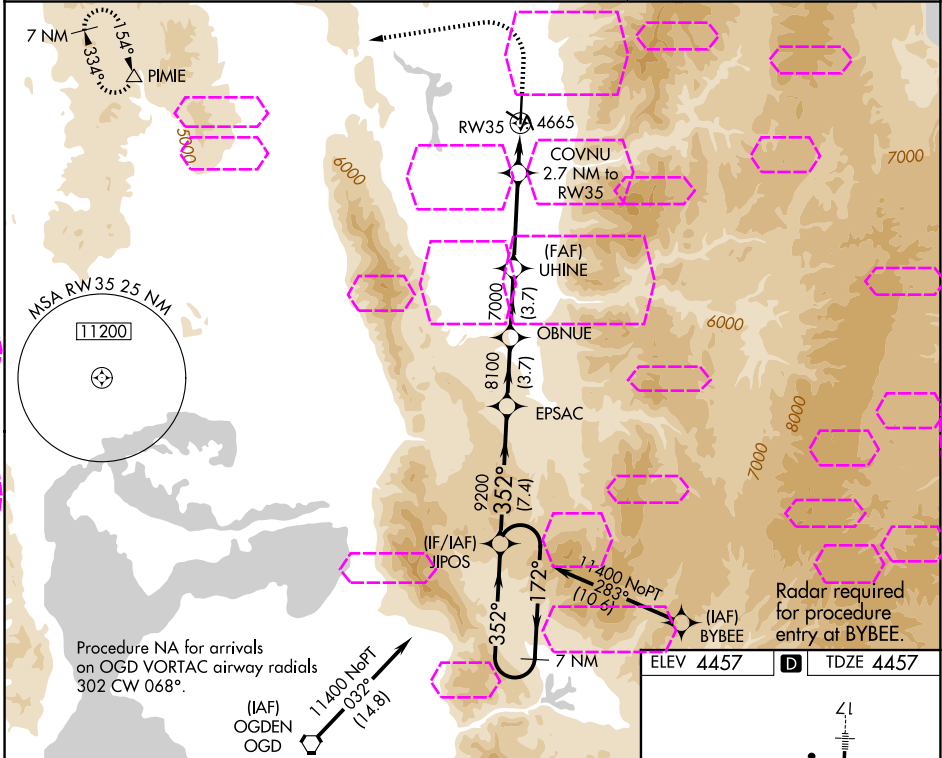 7 NM
154°
334°
PIMIE
5000
6000
RW35
4665
COVNU
2.7 NM to
RW35
7000
(FAF)
UHINE
7000
(3.7)
OBNUE
6000
MSA RW35 25 NM
11200
8100
(3.7)
EPSAC
8000
7000
9200
352°
(7.4)
(IF/IAF)
JIPOS
172°
352°
11400 NoPT
283°
(10.6)
(IAF)
BYBEE
Radar required
for procedure
entry at BYBEE.
7 NM
Procedure NA for arrivals
on OGD VORTAC airway radials
302 CW 068°.
11400 NoPT
032°
(14.8)
(IAF)
OGDEN
OGD
ELEV 4457
D
TDZE 4457
17